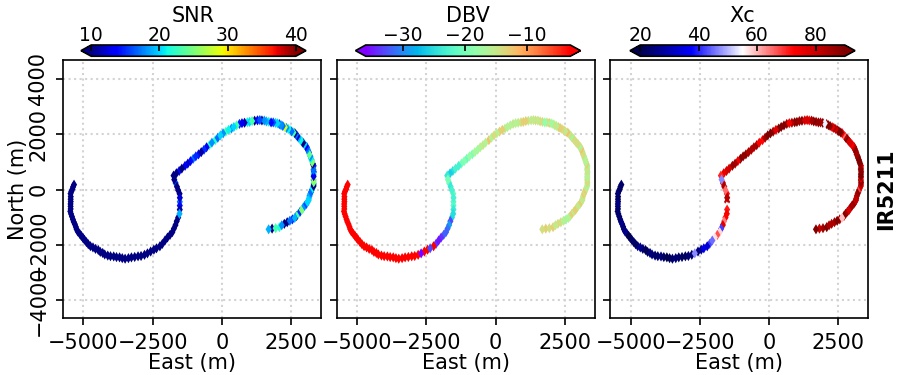 SNR DBV Xc
10 20 30 40 −30 −20 −10 20 40 60 80
4000
2000
0
−2000
−4000
North (m)
IR5211
−5000 −2500 0 2500 −5000 −2500 0 2500 −5000 −2500 0 2500
East (m) East (m) East (m)